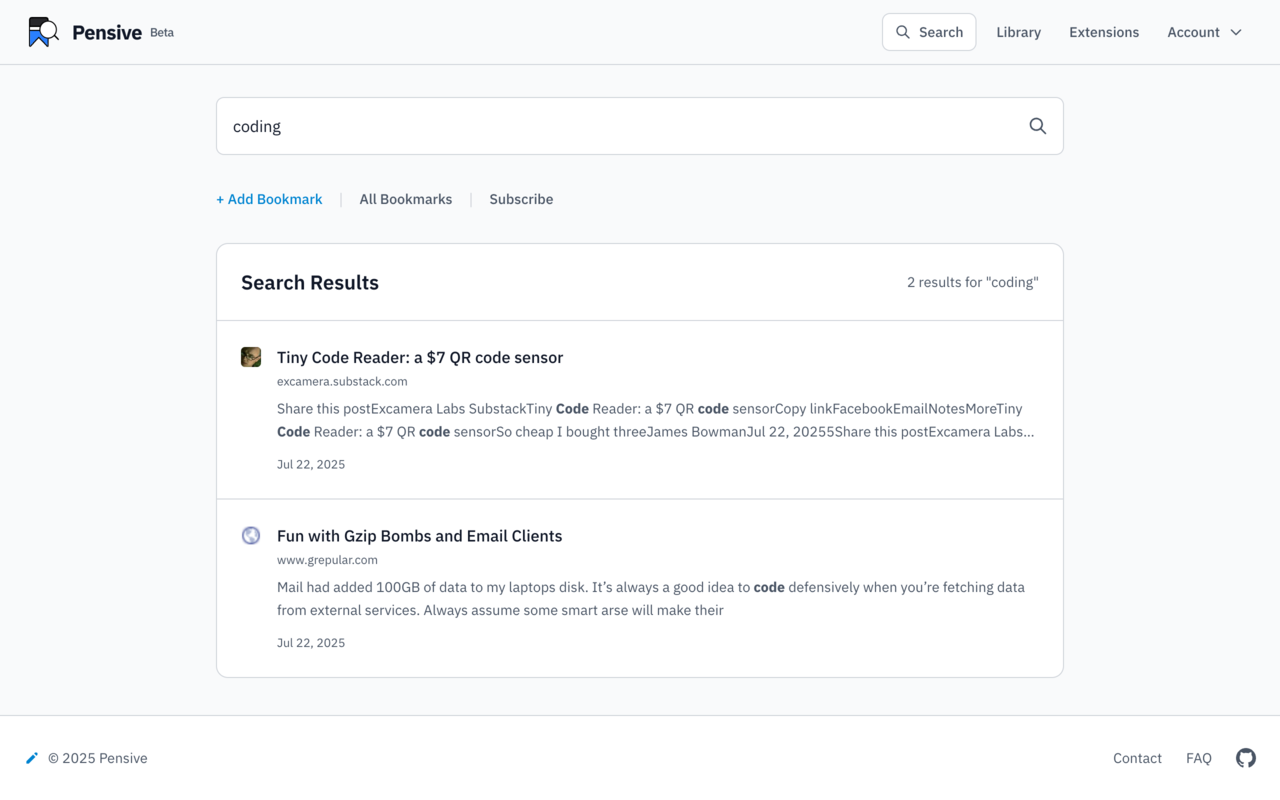 Pensive Beta
Search
Library
Extensions
Account
coding
+ Add Bookmark
All Bookmarks
Subscribe
Search Results
2 results for "coding"
Tiny Code Reader: a $7 QR code sensor
excamera.substack.com
Share this postExcamera Labs SubstackTiny Code Reader: a $7 QR code sensorCopy linkFacebookEmailNotesMoreTiny
Code Reader: a $7 QR code sensorSo cheap I bought threeJames BowmanJul 22, 20255Share this postExcamera Labs...
Jul 22, 2025
Fun with Gzip Bombs and Email Clients
www.grepular.com
Mail had added 100GB of data to my laptops disk. It’s always a good idea to code defensively when you’re fetching data
from external services. Always assume some smart arse will make their
Jul 22, 2025
© 2025 Pensive
Contact
FAQ